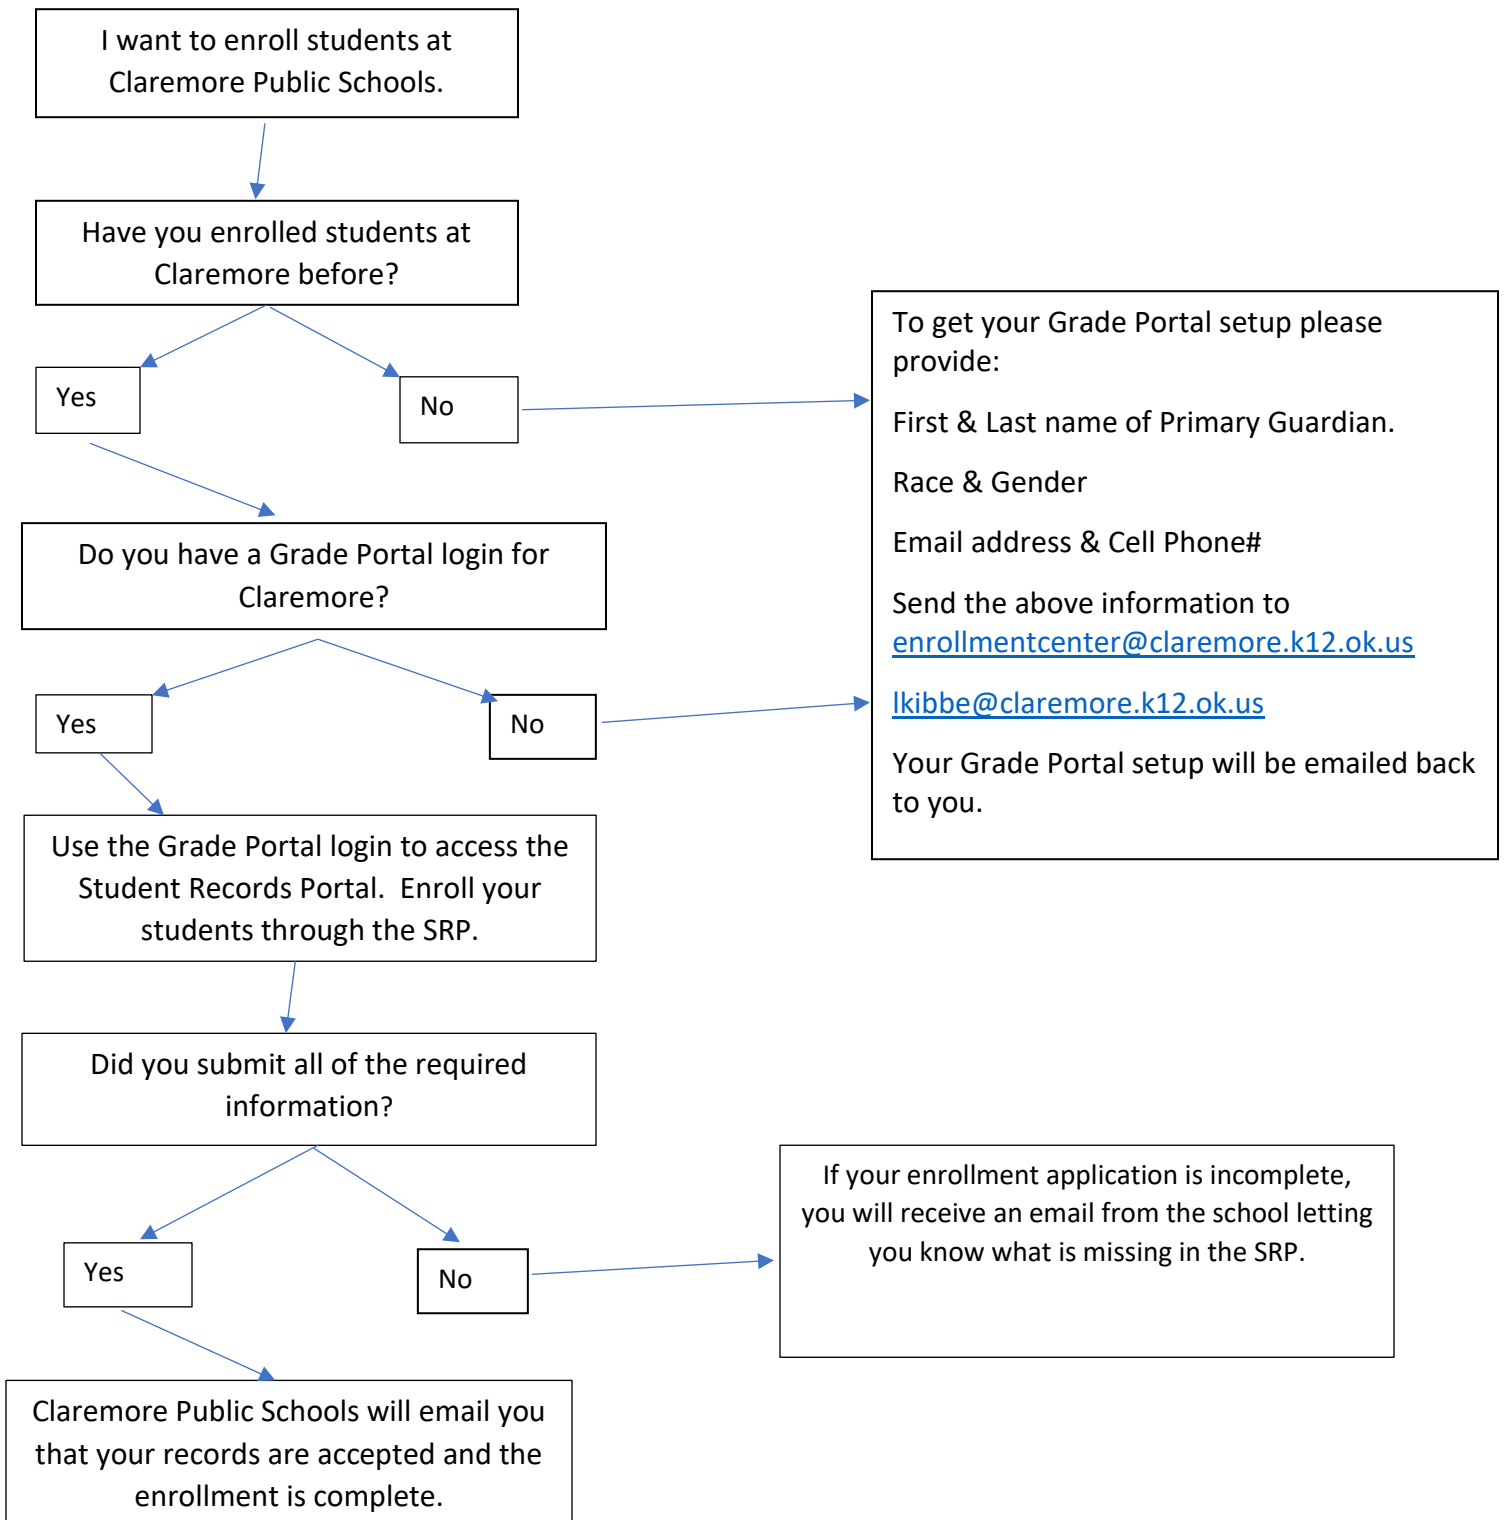 I want to enroll students at
Claremore Public Schools.
Have you enrolled students at
Claremore before?
Yes
No
To get your Grade Portal setup please
provide:
First & Last name of Primary Guardian.
Race & Gender
Email address & Cell Phone#
Send the above information to
enrollmentcenter@claremore.k12.ok.us
lkibbe@claremore.k12.ok.us
Your Grade Portal setup will be emailed back
to you.
Do you have a Grade Portal login for
Claremore?
Yes
No
Use the Grade Portal login to access the
Student Records Portal.  Enroll your
students through the SRP.
Did you submit all of the required
information?
Yes
No
If your enrollment application is incomplete,
you will receive an email from the school letting
you know what is missing in the SRP.
Claremore Public Schools will email you
that your records are accepted and the
enrollment is complete.